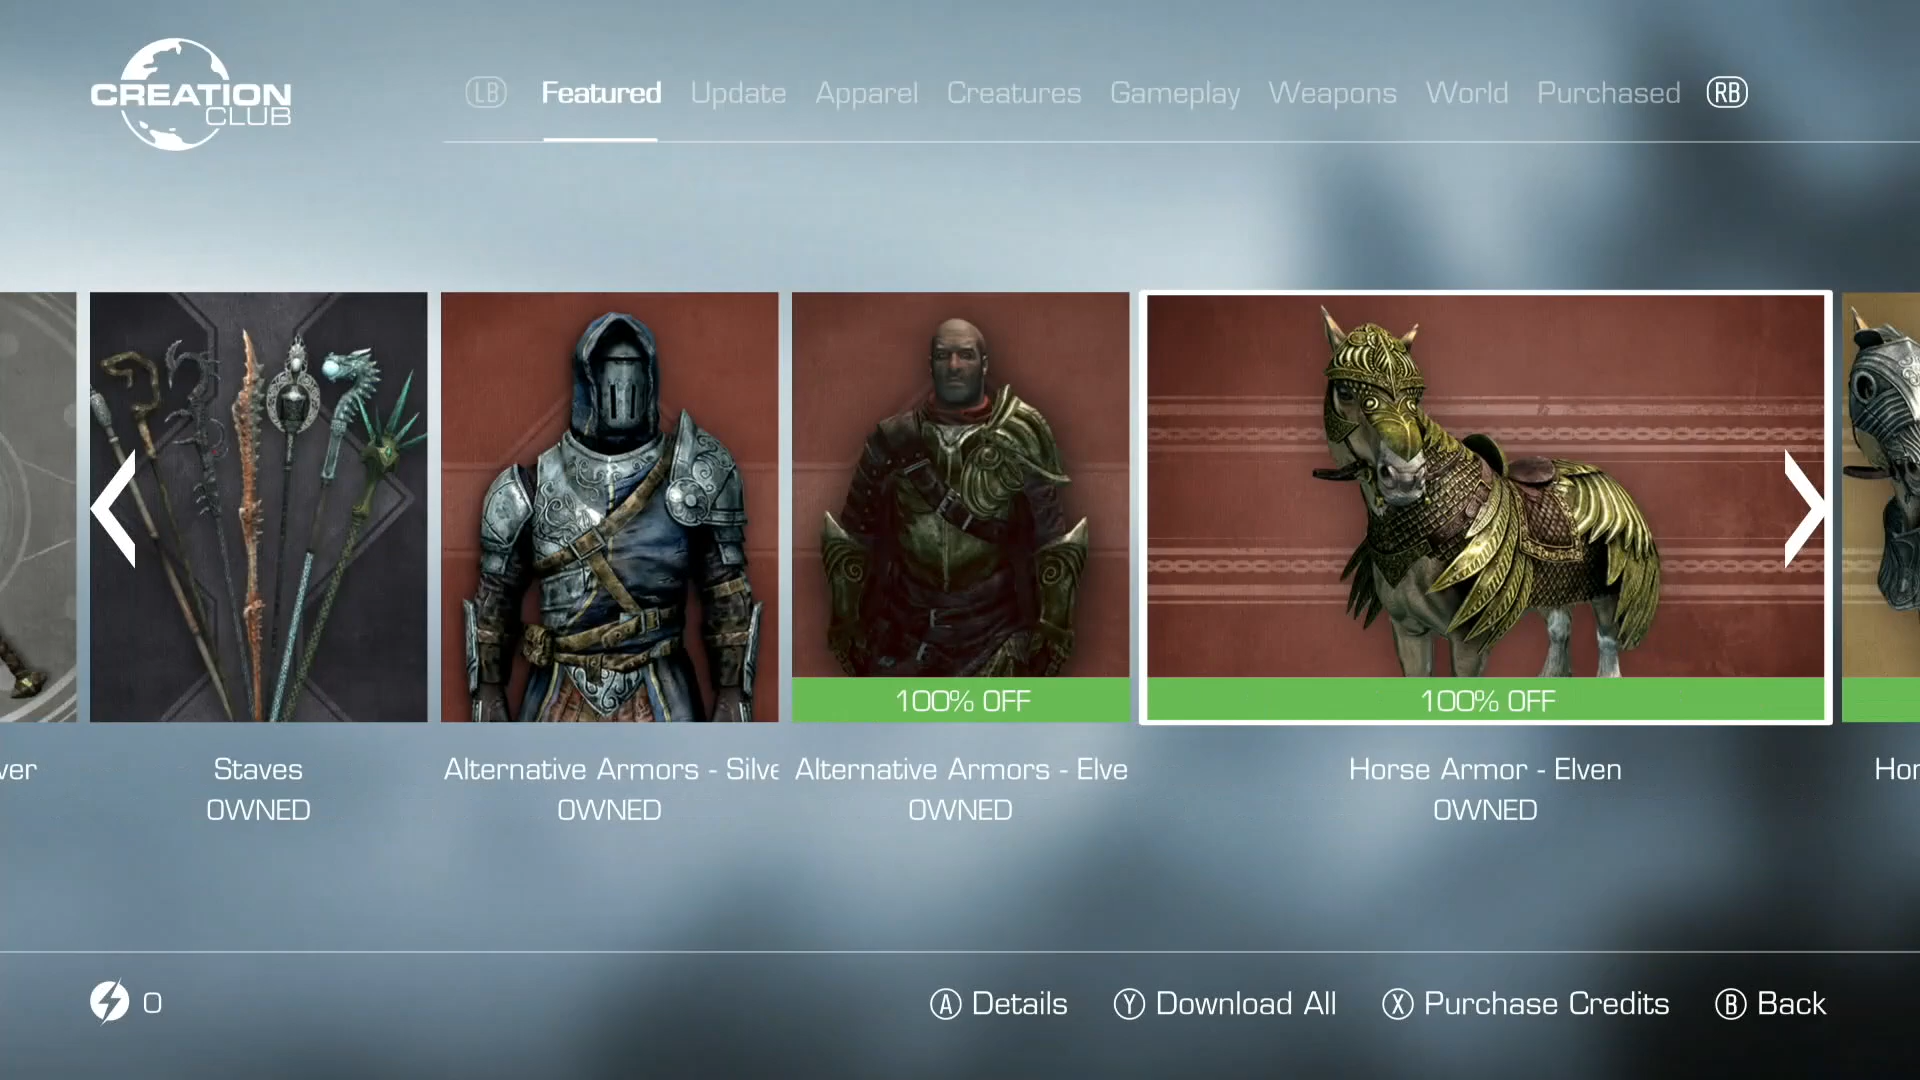 CREATION
CLUB
LB Featured Update Apparel Creatures Gameplay Weapons World Purchased RB
100% OFF
100% OFF
ver
Staves
Alternative Armors - Silve
Alternative Armors - Elve
Horse Armor - Elven
Hor
OWNED
OWNED
OWNED
OWNED
0
A Details
Y Download All
X Purchase Credits
B Back